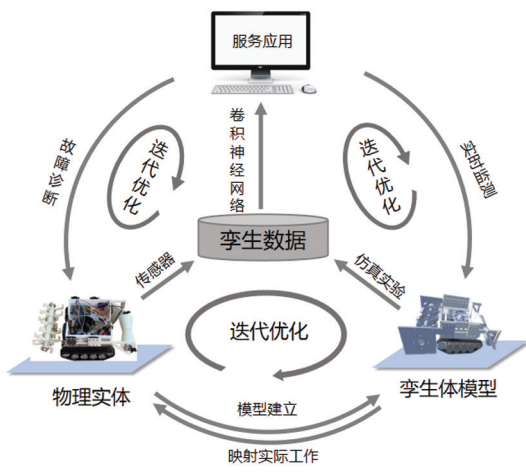 服务应用
故障诊断
迭代优化
卷积神经网络
迭代优化
实时监测
孪生数据
传感器
仿真实验
迭代优化
物理实体
孪生体模型
模型建立
映射实际工作